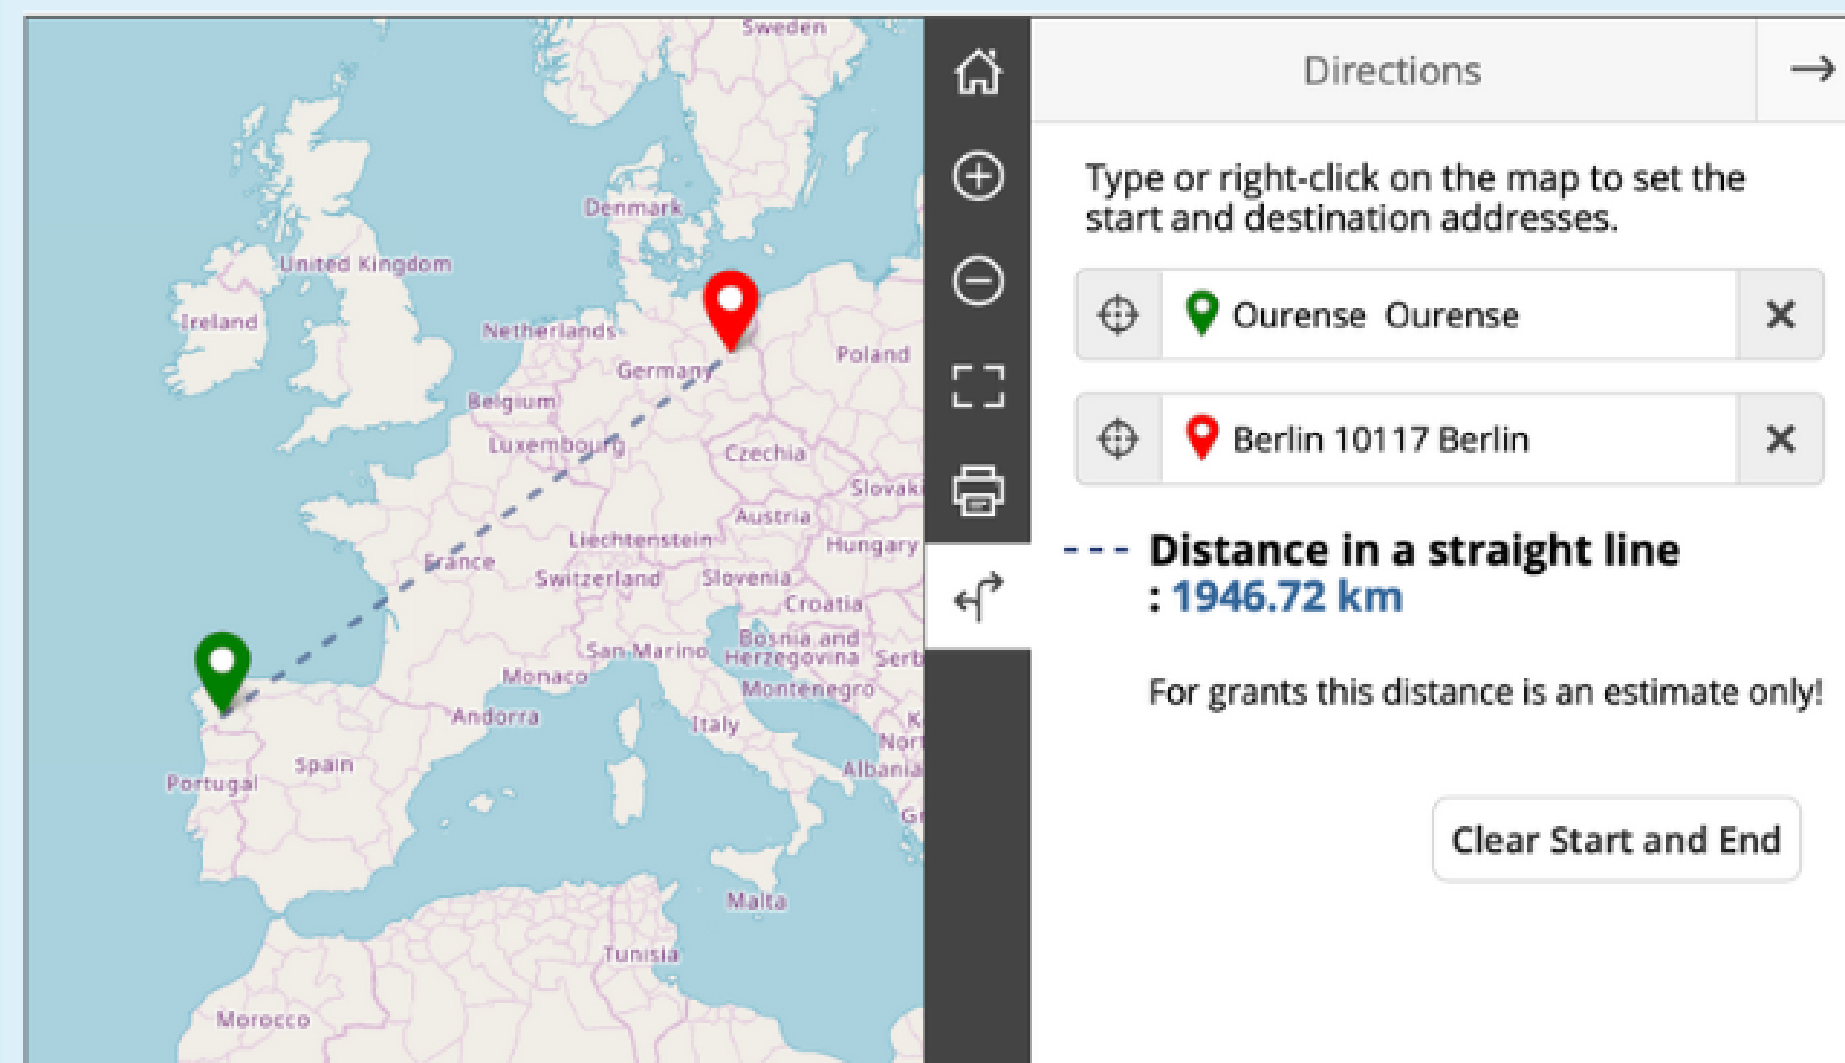 Sweden
Denmark
United Kingdom
Ireland
Netherlands
Poland
Germany
Belgium
Luxembourg
Czechia
Slovaki
Austria
Liechtenstein
Hungary
France
Switzerland
Slovenia
Croatia
Bosnia and
Herzegovina
Serb
San Marino
Monaco
Montenegro
Andorra
Italy
K
Nort
Spain
Albania
Portugal
Gr
Malta
Tunisia
Morocco
Directions
Type or right-click on the map to set the
start and destination addresses.
Ourense Ourense
Berlin 10117 Berlin
Distance in a straight line
: 1946.72 km
For grants this distance is an estimate only!
Clear Start and End